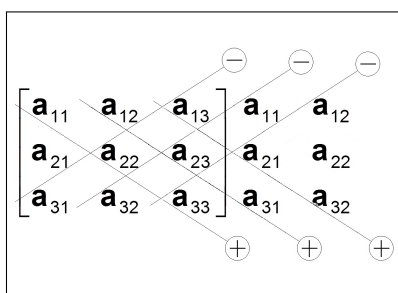 ⊖ ⊖ ⊖
a₁₁ a₁₂ a₁₃ a₁₁ a₁₂
a₂₁ a₂₂ a₂₃ a₂₁ a₂₂
a₃₁ a₃₂ a₃₃ a₃₁ a₃₂
⊕ ⊕ ⊕